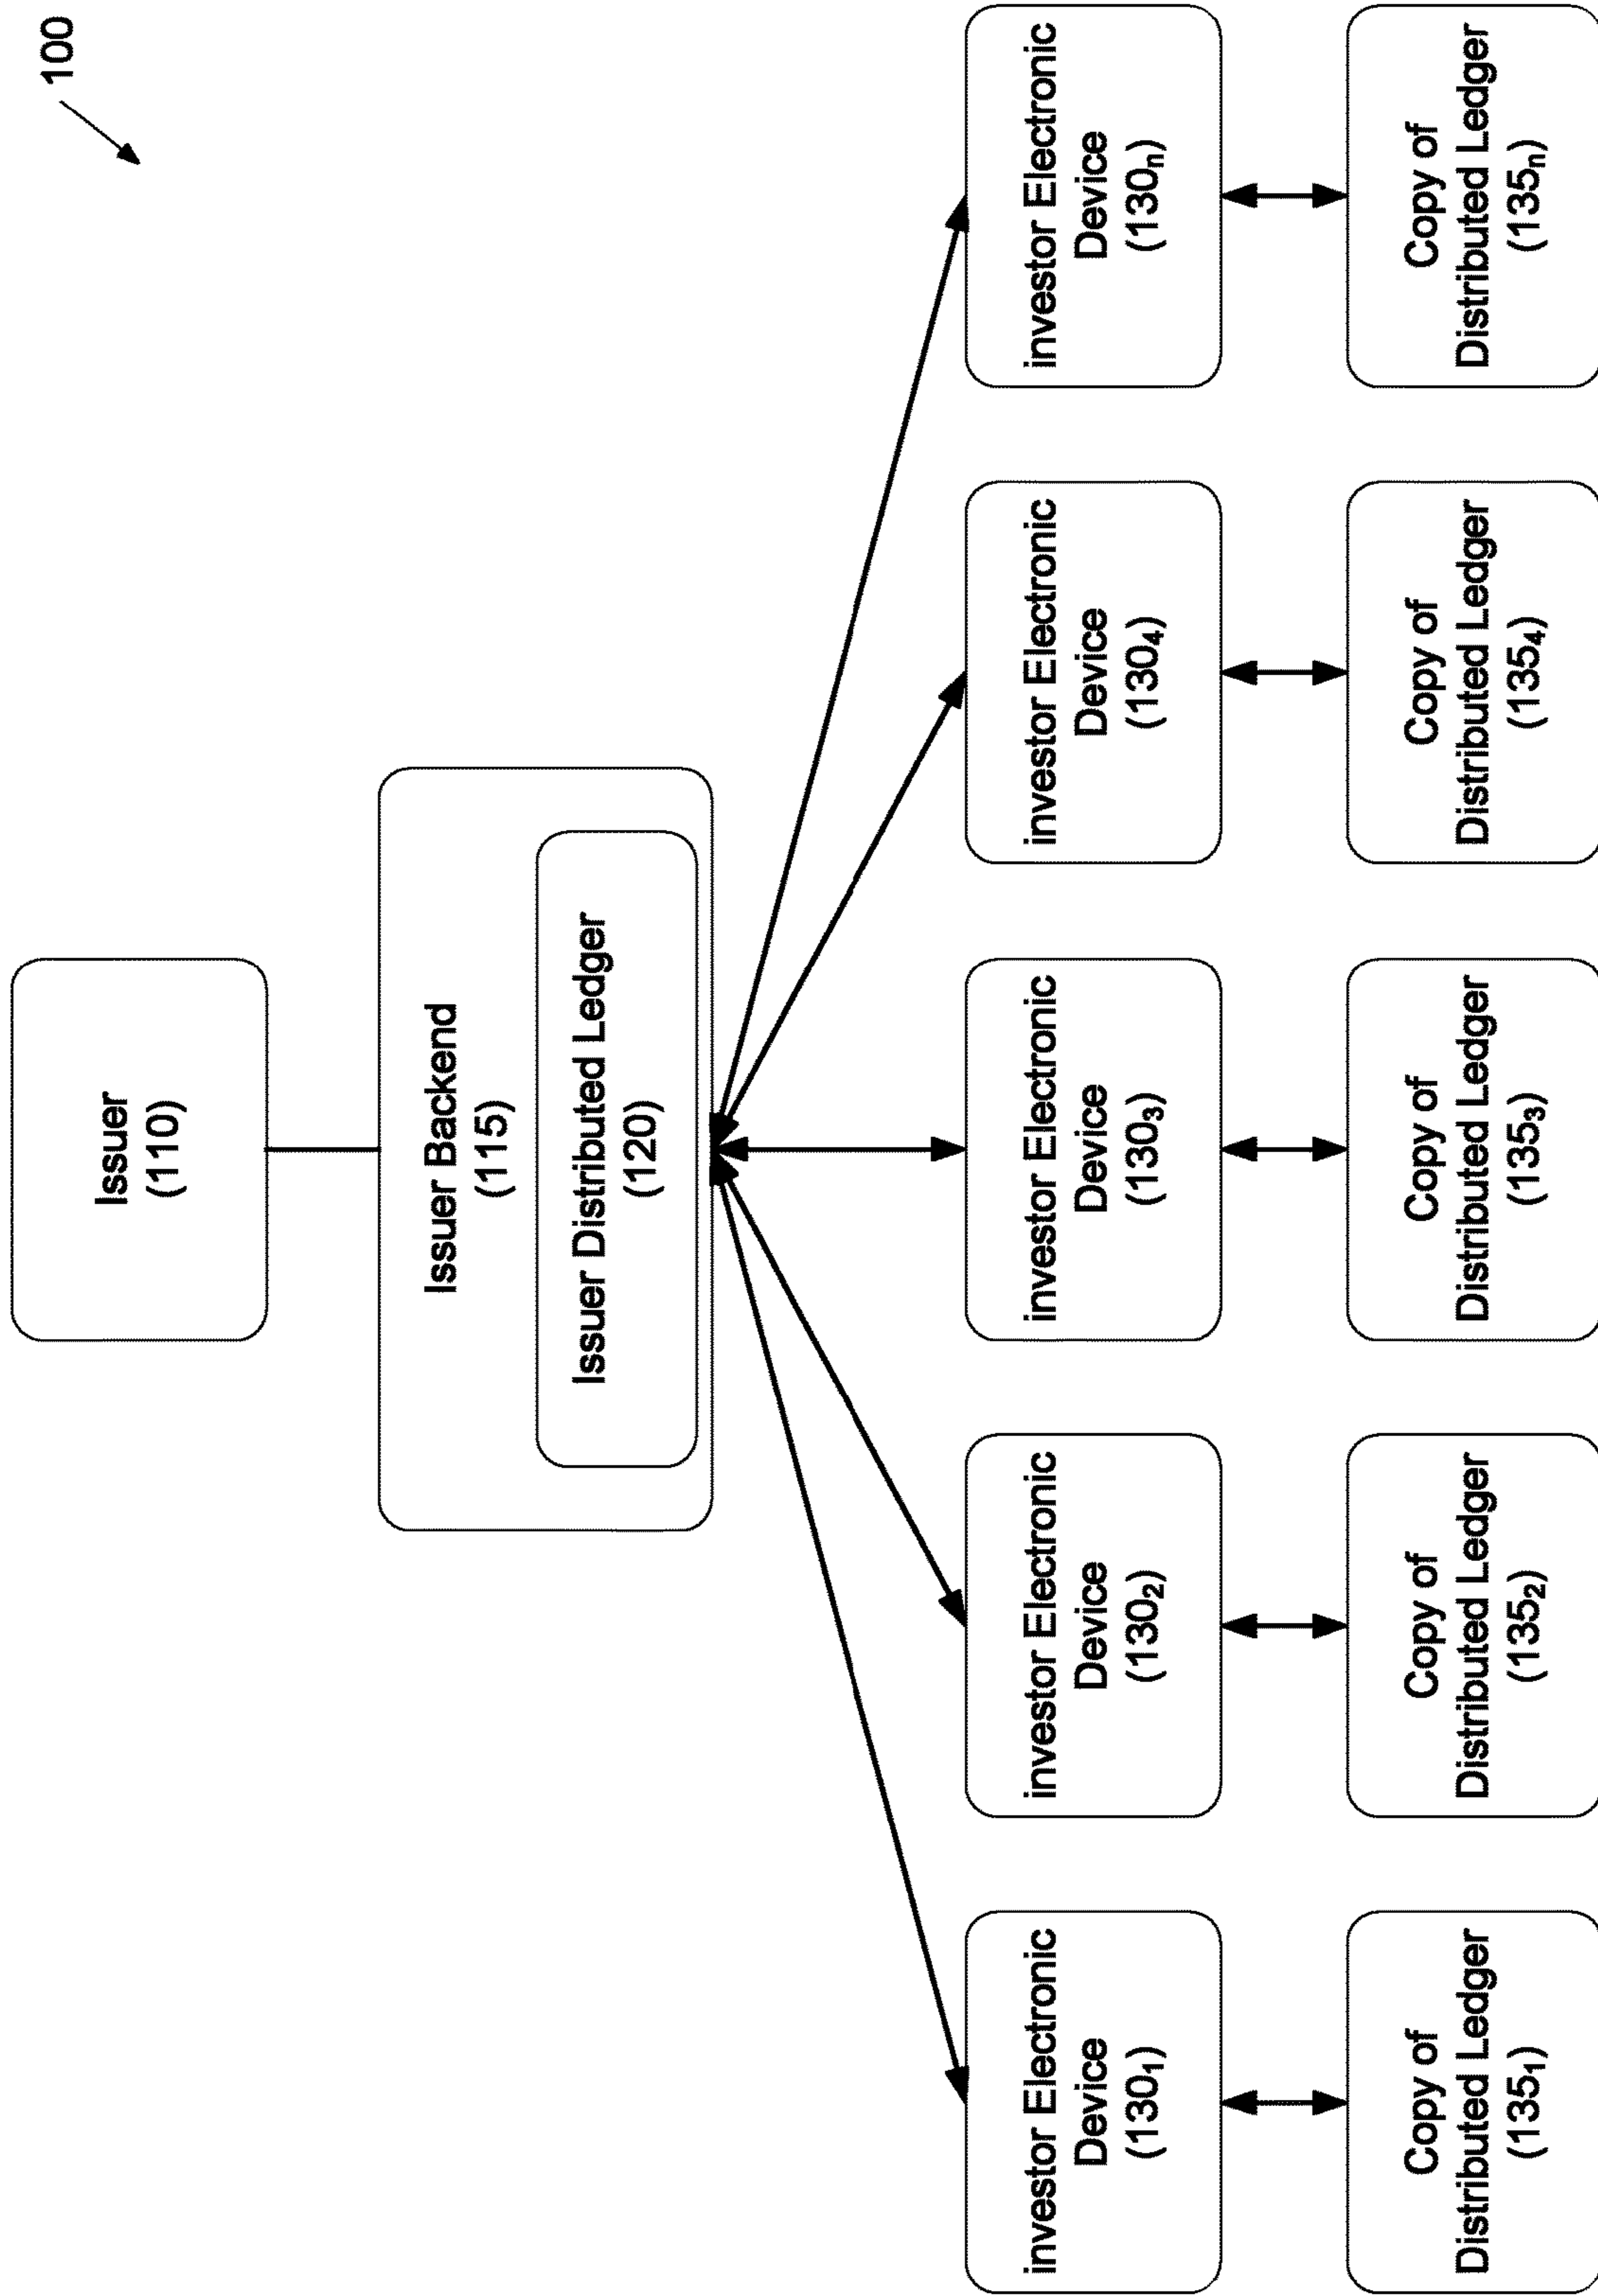 100
Issuer
(110)
Issuer Backend
(115)
Issuer Distributed Ledger
(120)
investor Electronic
Device
(130₁)
investor Electronic
Device
(130₂)
investor Electronic
Device
(130₃)
investor Electronic
Device
(130₄)
investor Electronic
Device
(130ₙ)
Copy of
Distributed Ledger
(135₁)
Copy of
Distributed Ledger
(135₂)
Copy of
Distributed Ledger
(135₃)
Copy of
Distributed Ledger
(135₄)
Copy of
Distributed Ledger
(135ₙ)